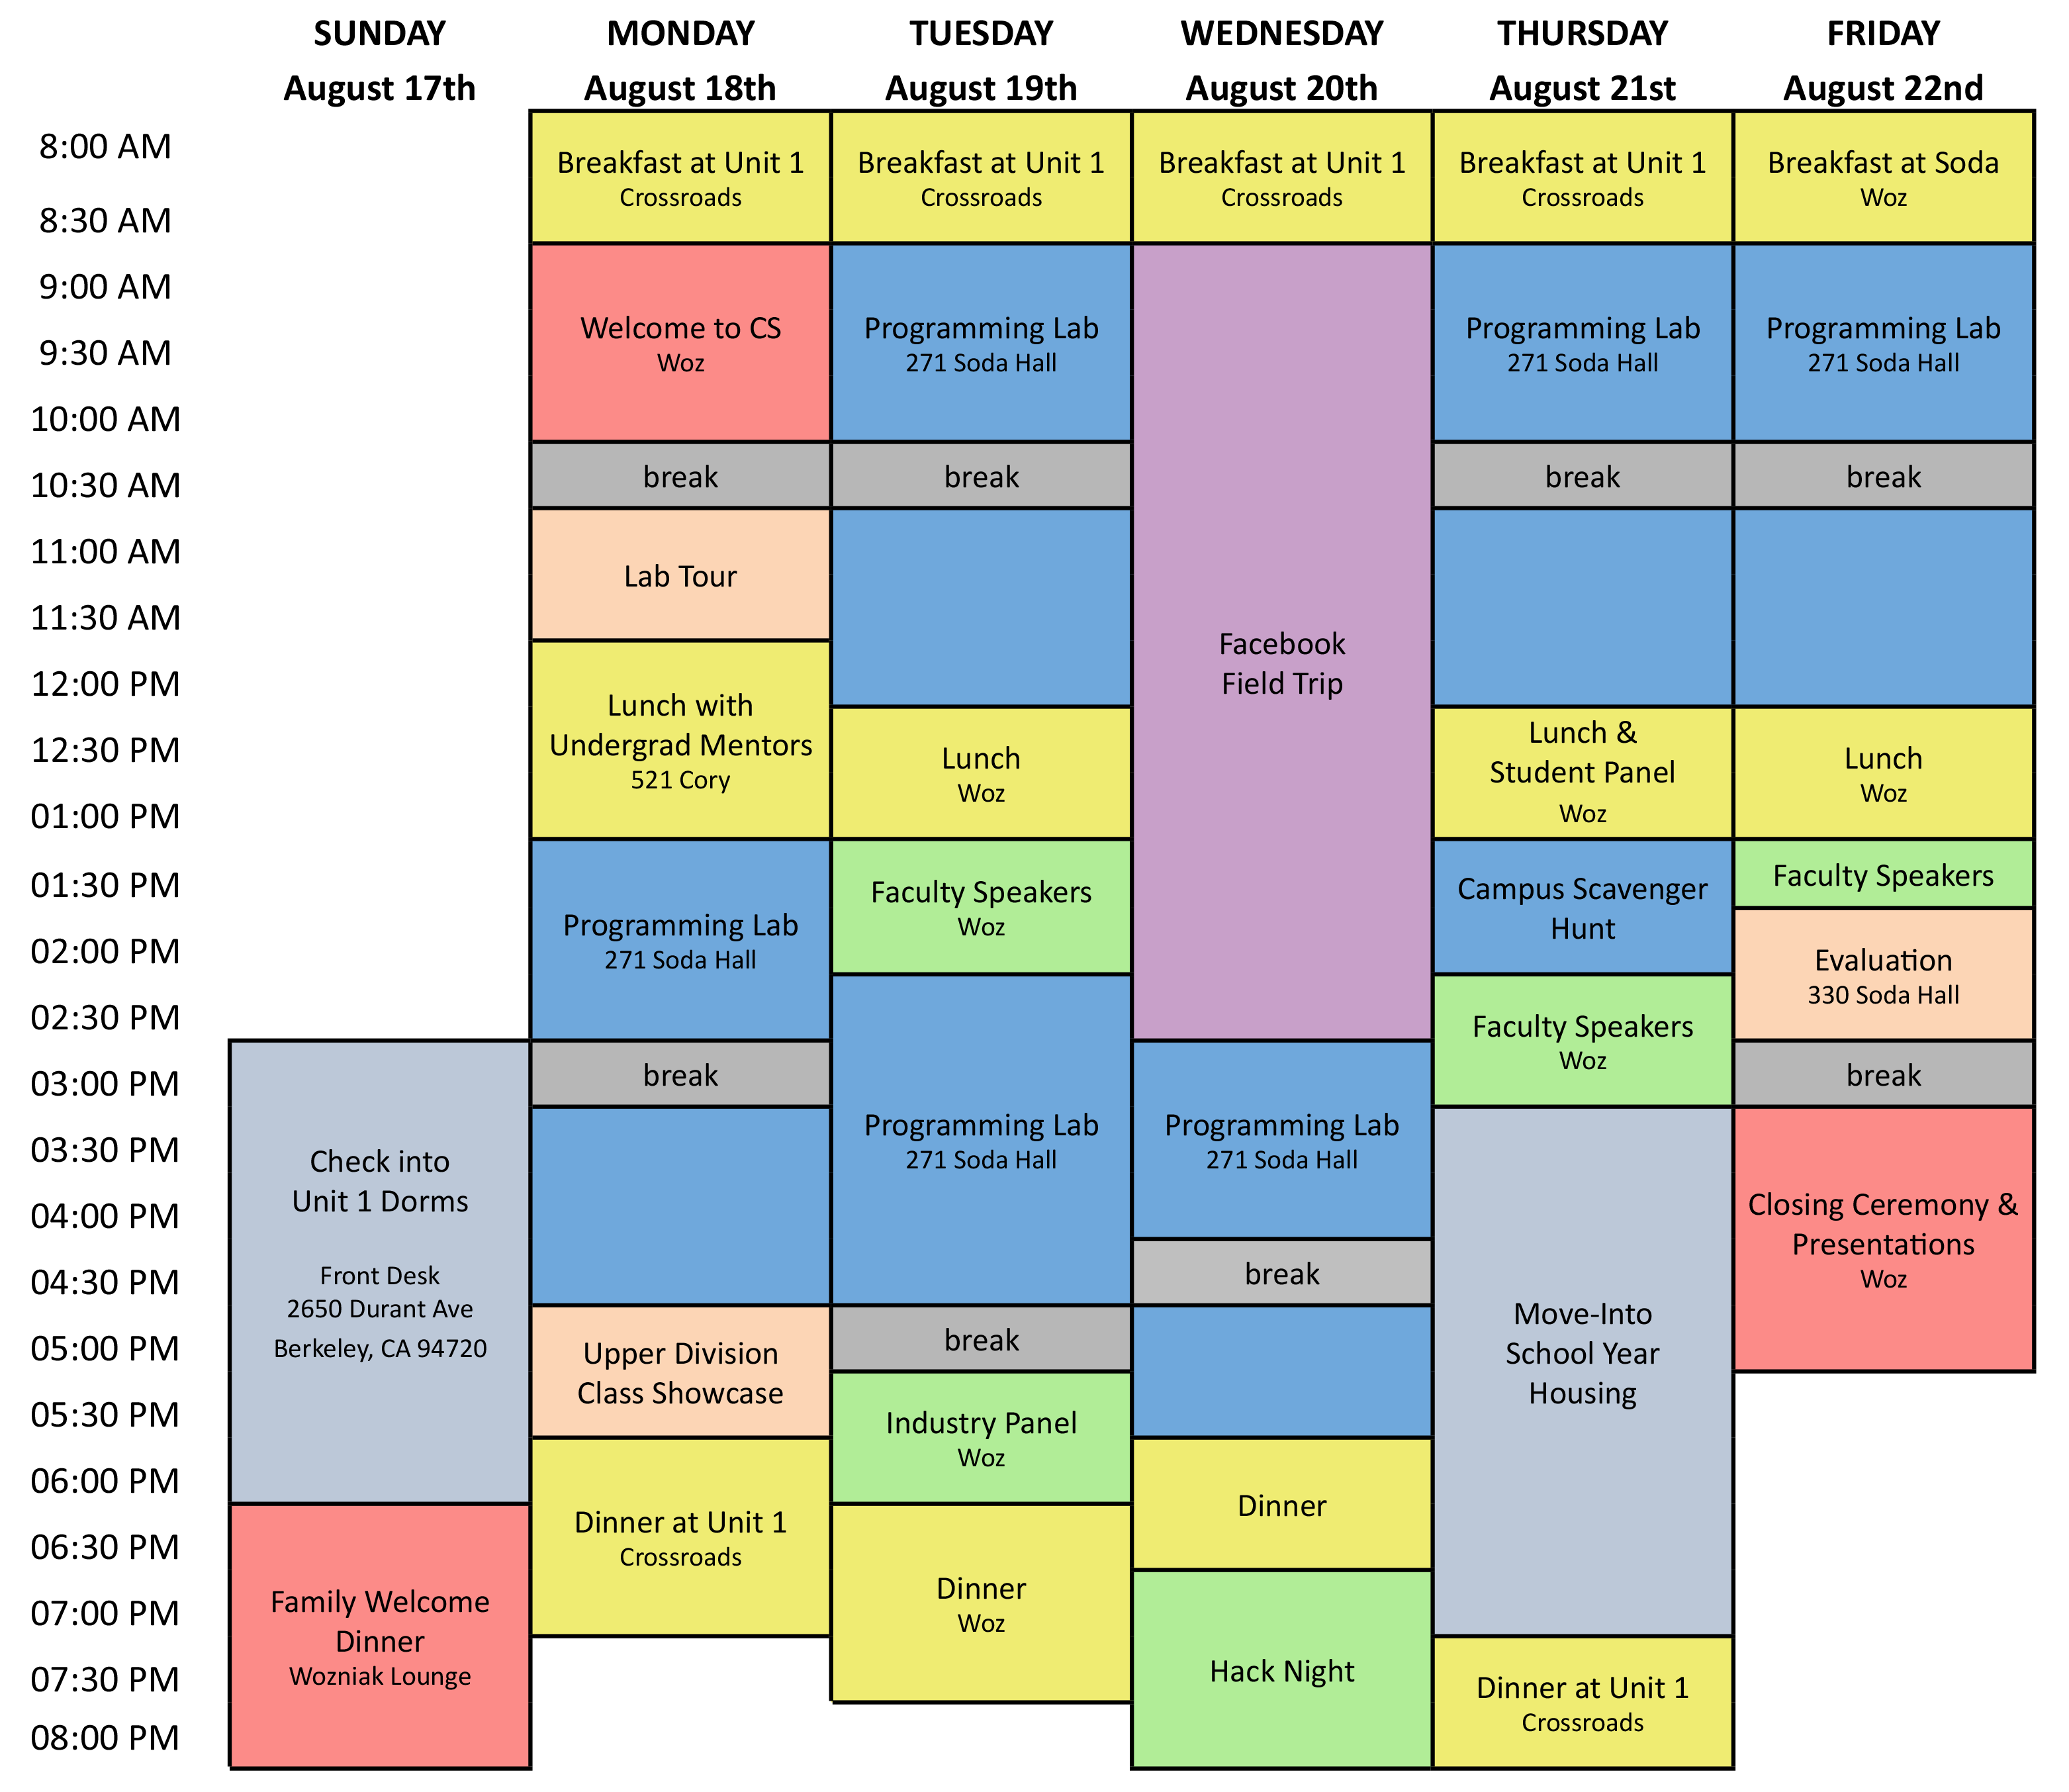 SUNDAY
August 17th
MONDAY
August 18th
TUESDAY
August 19th
WEDNESDAY
August 20th
THURSDAY
August 21st
FRIDAY
August 22nd
8:00 AM
8:30 AM
9:00 AM
9:30 AM
10:00 AM
10:30 AM
11:00 AM
11:30 AM
12:00 PM
12:30 PM
01:00 PM
01:30 PM
02:00 PM
02:30 PM
03:00 PM
03:30 PM
04:00 PM
04:30 PM
05:00 PM
05:30 PM
06:00 PM
06:30 PM
07:00 PM
07:30 PM
08:00 PM
Check into
Unit 1 Dorms
Front Desk
2650 Durant Ave
Berkeley, CA 94720
Family Welcome
Dinner
Wozniak Lounge
Breakfast at Unit 1
Crossroads
Welcome to CS
Woz
break
Lab Tour
Lunch with
Undergrad Mentors
521 Cory
Programming Lab
271 Soda Hall
break
Upper Division
Class Showcase
Dinner at Unit 1
Crossroads
Breakfast at Unit 1
Crossroads
Programming Lab
271 Soda Hall
break
Lunch
Woz
Faculty Speakers
Woz
Programming Lab
271 Soda Hall
break
Industry Panel
Woz
Dinner
Woz
Breakfast at Unit 1
Crossroads
Facebook
Field Trip
Programming Lab
271 Soda Hall
break
Dinner
Hack Night
Breakfast at Unit 1
Crossroads
Programming Lab
271 Soda Hall
break
Lunch &
Student Panel
Woz
Campus Scavenger
Hunt
Faculty Speakers
Woz
Move-Into
School Year
Housing
Dinner at Unit 1
Crossroads
Breakfast at Soda
Woz
Programming Lab
271 Soda Hall
break
Lunch
Woz
Faculty Speakers
Evaluation
330 Soda Hall
break
Closing Ceremony &
Presentations
Woz